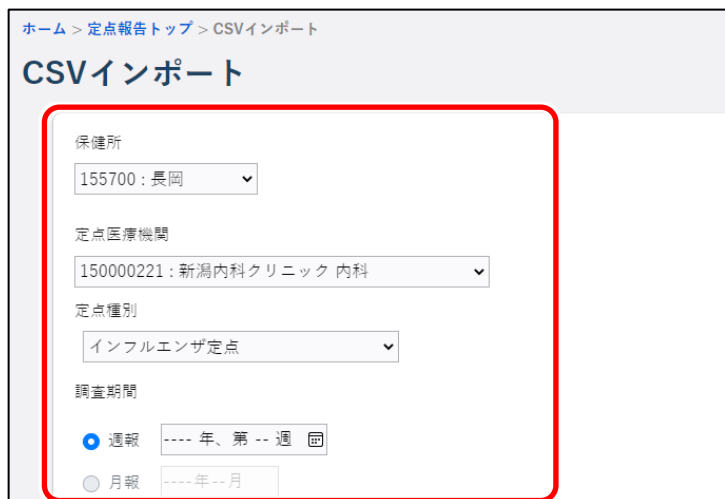 ホーム > 定点報告トップ > CSVインポート
CSVインポート
保健所
155700 : 長岡
定点医療機関
150000221 : 新潟内科クリニック 内科
定点種別
インフルエンザ定点
調査期間
週報 ---- 年、第 -- 週
月報 ----年--月